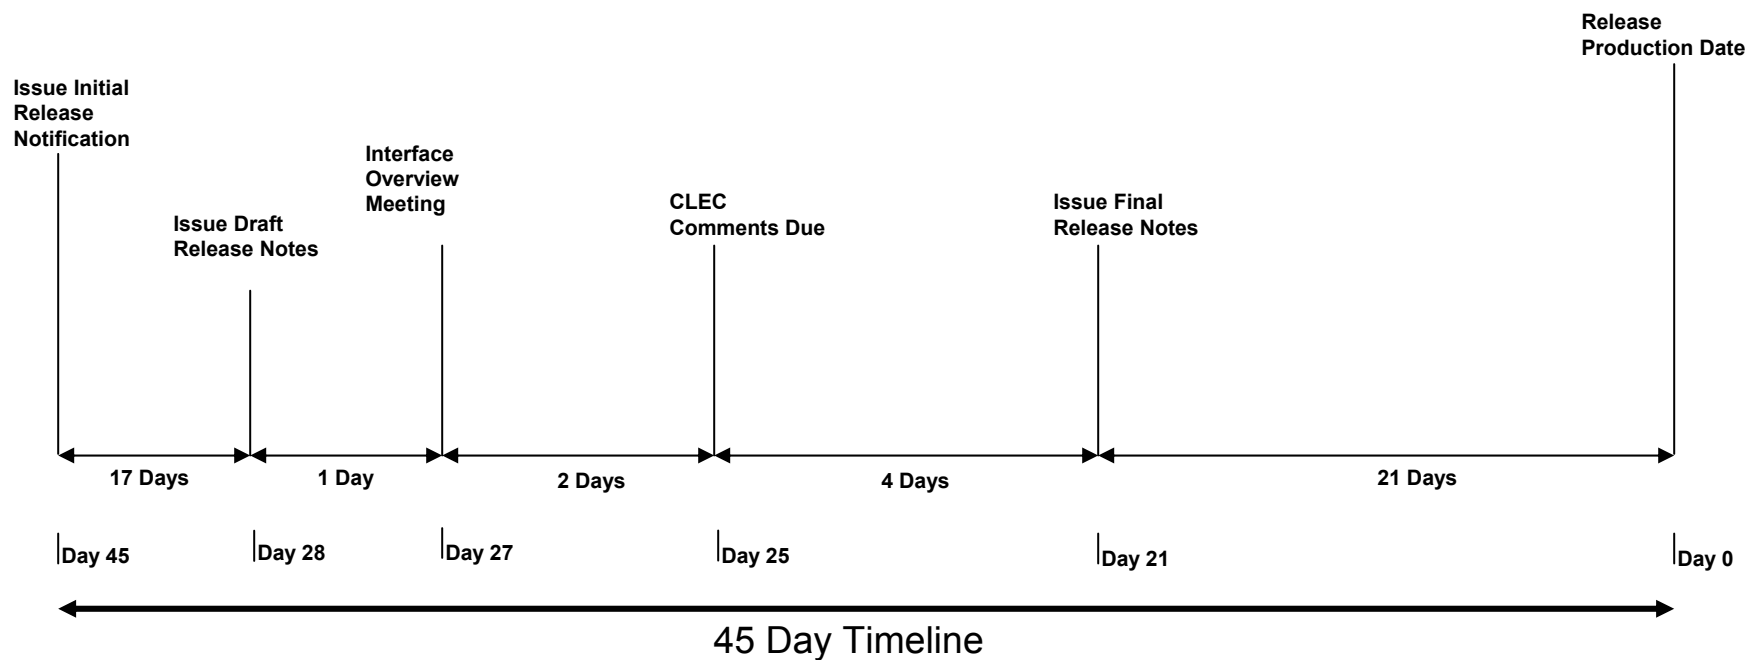 Release
Production Date
Issue Initial
Release
Notification
Interface
Overview
Meeting
Issue Draft
Release Notes
CLEC
Comments Due
Issue Final
Release Notes
17 Days
1 Day
2 Days
4 Days
21 Days
Day 45
Day 28
Day 27
Day 25
Day 21
Day 0
45 Day Timeline